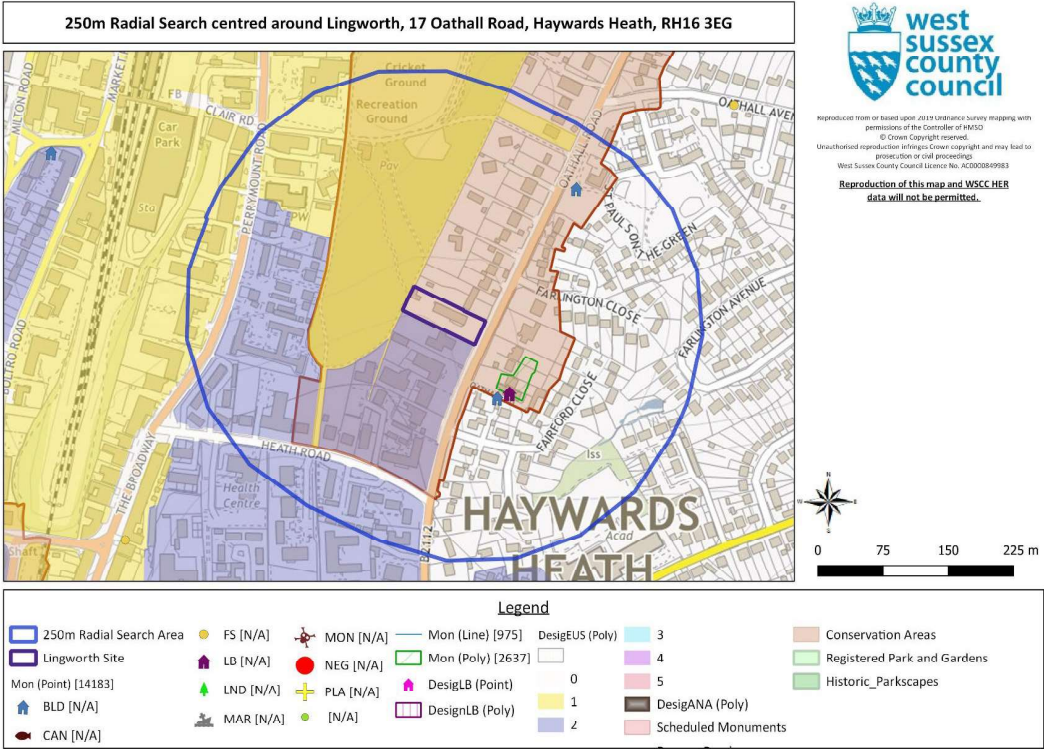 250m Radial Search centred around Lingworth, 17 Oathall Road, Haywards Heath, RH16 3EG
west
sussex
county
council
Reproduced from or based upon 2019 Ordnance Survey mapping with
permissions of the Controller of HMSO
© Crown Copyright reserved.
Unauthorised reproduction infringes Crown copyright and may lead to
prosecution or civil proceedings
West Sussex County Council Licence No. AC0000849983
Reproduction of this map and WSCC HER
data will not be permitted.
MILTON ROAD
MARKET
FB
CLAIR RD
Car
Park
Sta
PERRYMOUNT ROAD
PW
Cricket
Ground
Recreation
Ground
Pav
OATHALL ROAD
OATHALL AVEN
ST PAUL'S ON THE-GREEN
FARLINGTON CLOSE
FARLINGTON AVENUE
FAIRFORD CLOSE
BOLTRO ROAD
THE BROADWAY
HEATH ROAD
Health
Centre
Iss
HAYWARDS
HEATH
Acad
B2112
Shaft
N
W
E
S
0 75 150 225 m
Legend
250m Radial Search Area
Lingworth Site
Mon (Point) [14183]
BLD [N/A]
CAN [N/A]
FS [N/A]
LB [N/A]
LND [N/A]
MAR [N/A]
MON [N/A]
NEG [N/A]
PLA [N/A]
[N/A]
Mon (Line) [975]
Mon (Poly) [2637]
DesigLB (Point)
DesignLB (Poly)
DesigEUS (Poly)
0
1
2
3
4
5
DesigANA (Poly)
Scheduled Monuments
Conservation Areas
Registered Park and Gardens
Historic_Parkscapes